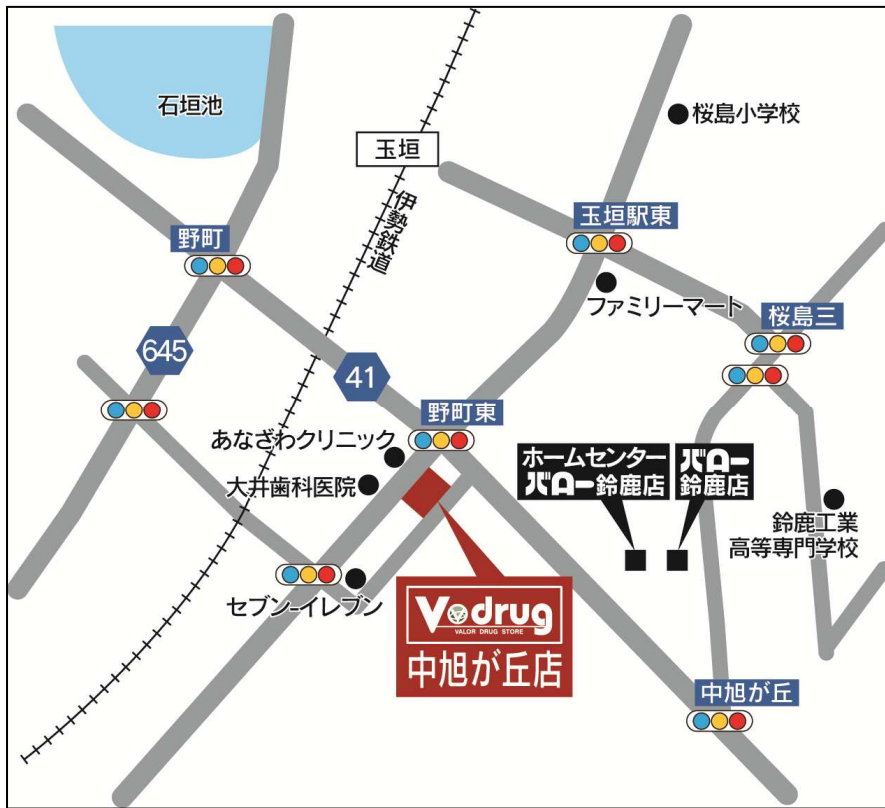 石垣池
玉垣
桜島小学校
伊勢鉄道
玉垣駅東
野町
ファミリーマート
桜島三
645
41
野町東
あなざわクリニック
大井歯科医院
ホームセンター
バロー鈴鹿店
バロー
鈴鹿店
鈴鹿工業
高等専門学校
セブン-イレブン
V・drug
VALOR DRUG STORE
中旭が丘店
中旭が丘